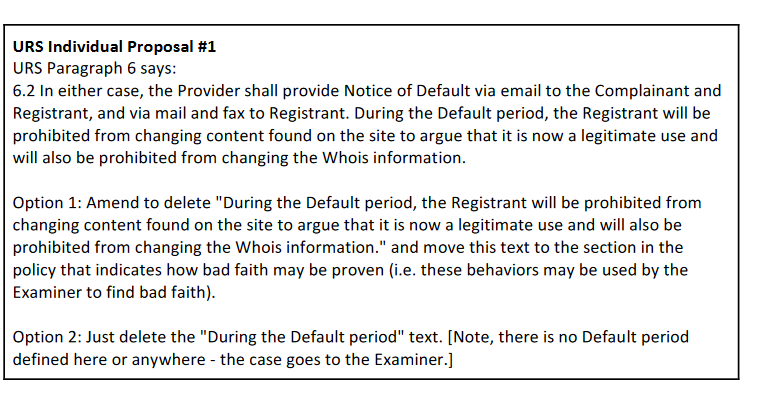 URS Individual Proposal #1
URS Paragraph 6 says:
6.2 In either case, the Provider shall provide Notice of Default via email to the Complainant and
Registrant, and via mail and fax to Registrant. During the Default period, the Registrant will be
prohibited from changing content found on the site to argue that it is now a legitimate use and
will also be prohibited from changing the Whois information.
Option 1: Amend to delete "During the Default period, the Registrant will be prohibited from
changing content found on the site to argue that it is now a legitimate use and will also be
prohibited from changing the Whois information." and move this text to the section in the
policy that indicates how bad faith may be proven (i.e. these behaviors may be used by the
Examiner to find bad faith).
Option 2: Just delete the "During the Default period" text. [Note, there is no Default period
defined here or anywhere - the case goes to the Examiner.]